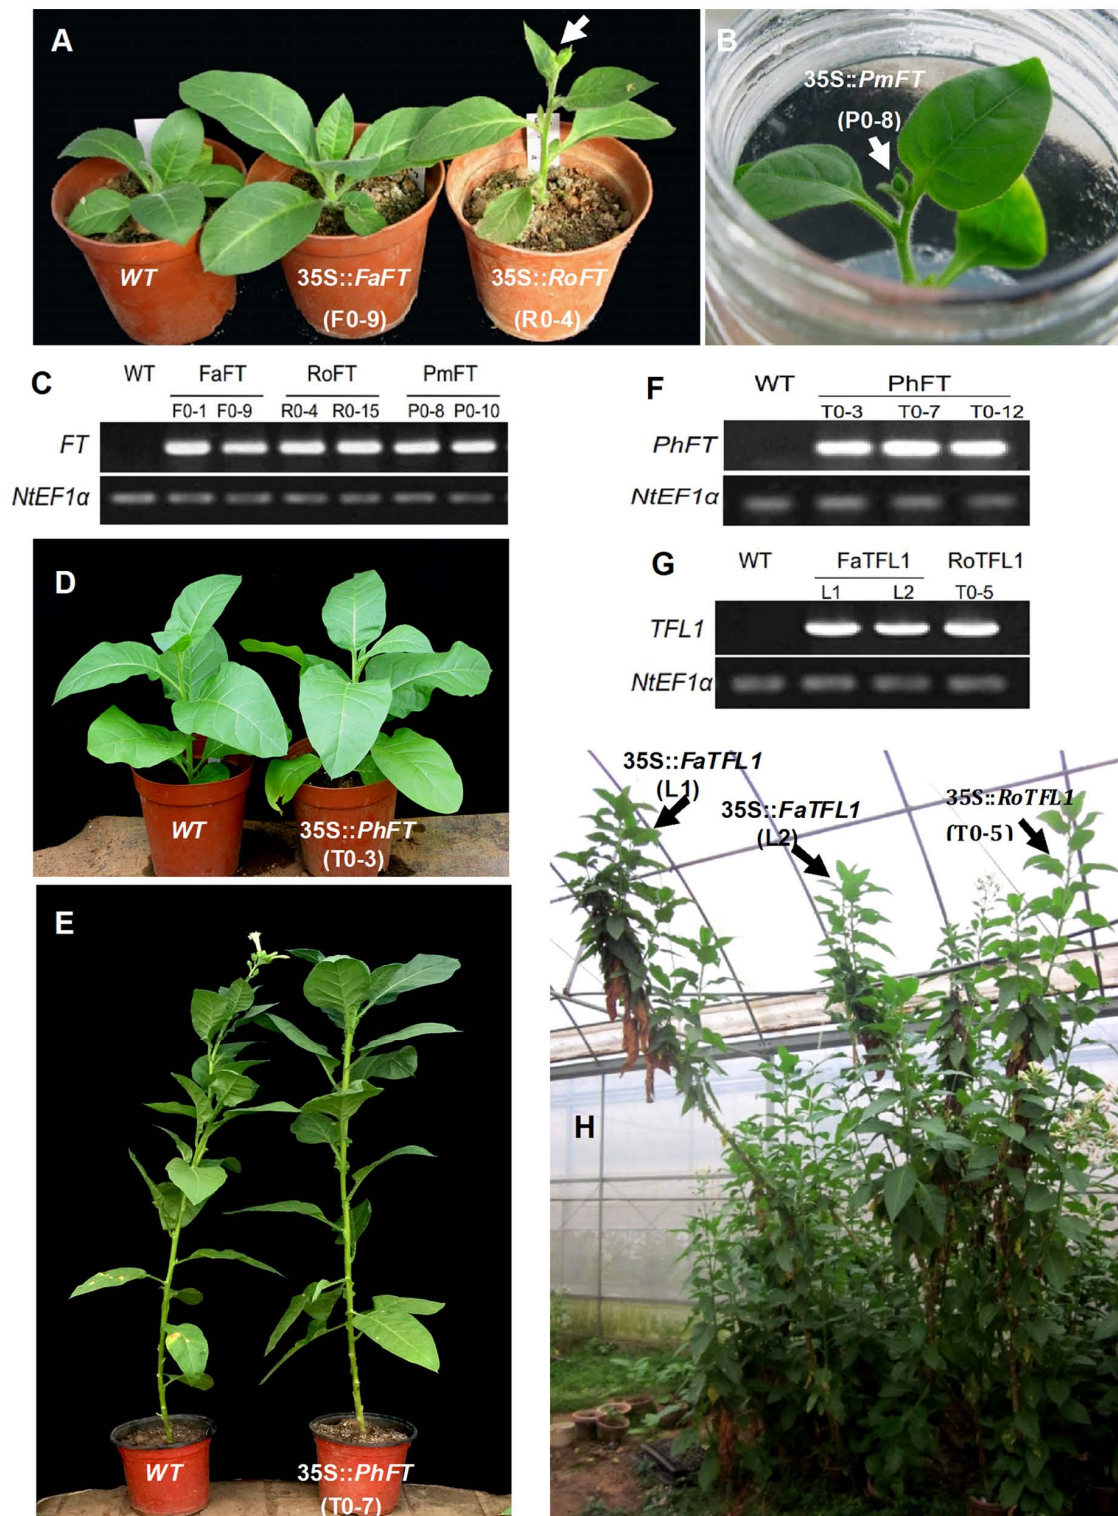 A
WT
35S::FaFT
(F0-9)
35S::RoFT
(R0-4)
B
35S::PmFT
(P0-8)
C
WT FaFT RoFT PmFT
F0-1 F0-9 R0-4 R0-15 P0-8 P0-10
FT
NtEF1α
F
WT PhFT
T0-3 T0-7 T0-12
PhFT
NtEF1α
G
WT FaTFL1 RoTFL1
L1 L2 T0-5
TFL1
NtEF1α
D
WT
35S::PhFT
(T0-3)
E
WT
35S::PhFT
(T0-7)
H
35S::FaTFL1
(L1)
35S::FaTFL1
(L2)
35S::RoTFL1
(T0-5)